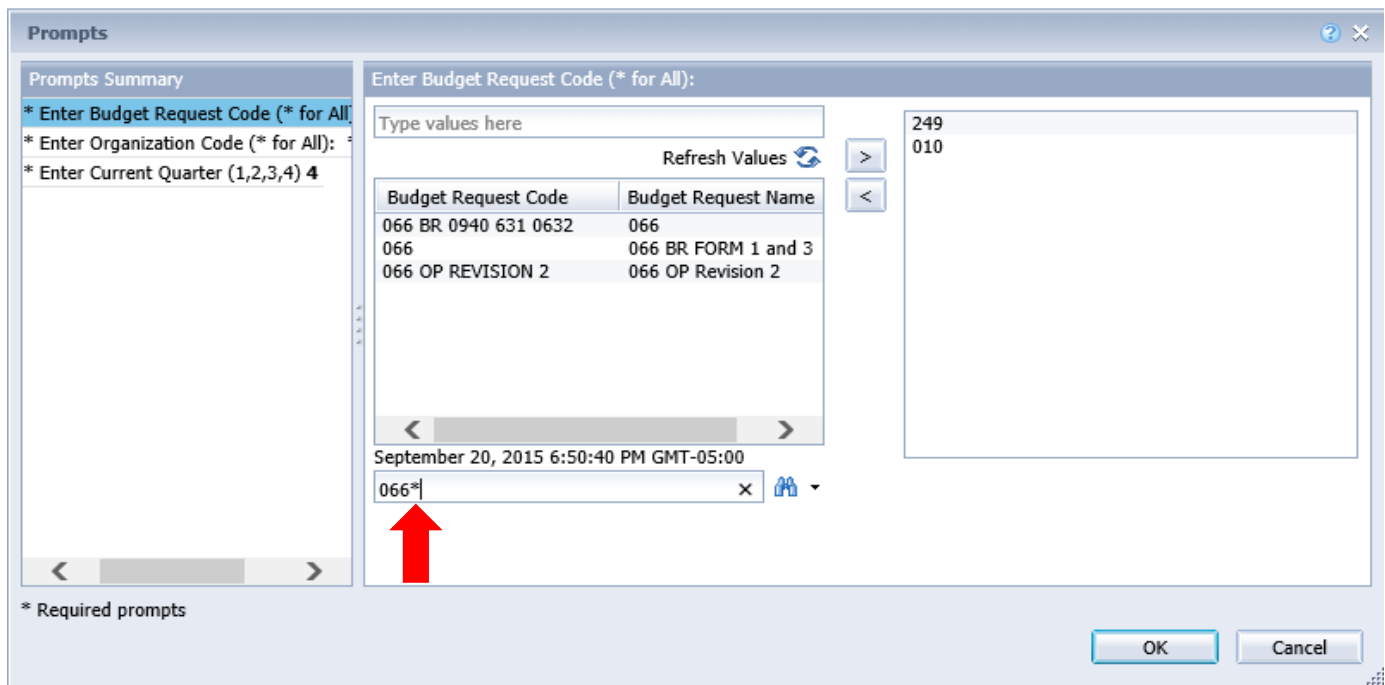 Prompts
Prompts Summary
* Enter Budget Request Code (* for All)
* Enter Organization Code (* for All): *
* Enter Current Quarter (1,2,3,4) 4
Enter Budget Request Code (* for All):
Type values here
Refresh Values
Budget Request Code Budget Request Name
066 BR 0940 631 0632 066
066 066 BR FORM 1 and 3
066 OP REVISION 2 066 OP Revision 2
September 20, 2015 6:50:40 PM GMT-05:00
066*
>
<
249
010
* Required prompts
OK Cancel